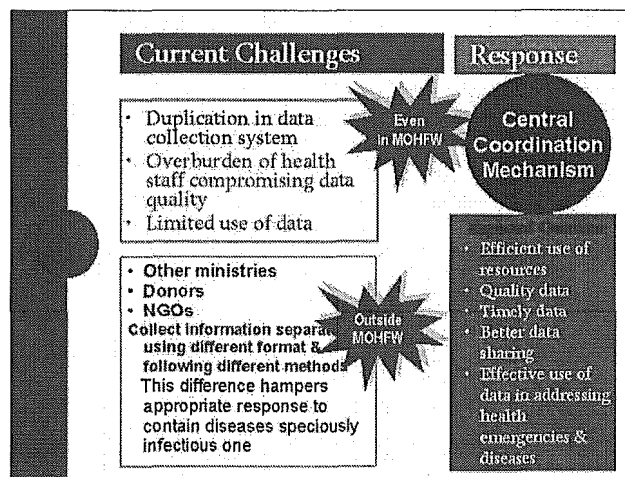 Current Challenges
Response
• Duplication in data
collection system
• Overburden of health
staff compromising data
quality
• Limited use of data
Even
in MOHFW
Central
Coordination
Mechanism
• Other ministries
• Donors
• NGOs
Collect Information separat
using different format &
following different methods
This difference hampers
appropriate response to
contain diseases speciously
infectious one
Outside
MOHFW
• Efficient use of
resources
• Quality data
• Timely data
• Better data
sharing
• Effective use of
data in addressing
health
emergencies &
diseases